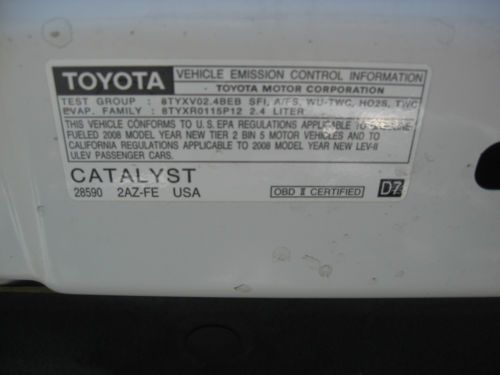 TOYOTA VEHICLE EMISSION CONTROL INFORMATION
TOYOTA MOTOR CORPORATION
TEST GROUP : 8TYXV02.4BEB SFI, A/FS, WU-TWC, HO2S, TWC
EVAP. FAMILY : 8TYXR0115P12 2.4 LITER
THIS VEHICLE CONFORMS TO U.S. EPA REGULATIONS APPLICABLE TO GASOLINE
FUELED 2008 MODEL YEAR NEW TIER 2 BIN 5 MOTOR VEHICLES AND TO
CALIFORNIA REGULATIONS APPLICABLE TO 2008 MODEL YEAR NEW LEV-II
ULEV PASSENGER CARS.
CATALYST
28590 2AZ-FE USA OBD II CERTIFIED D7